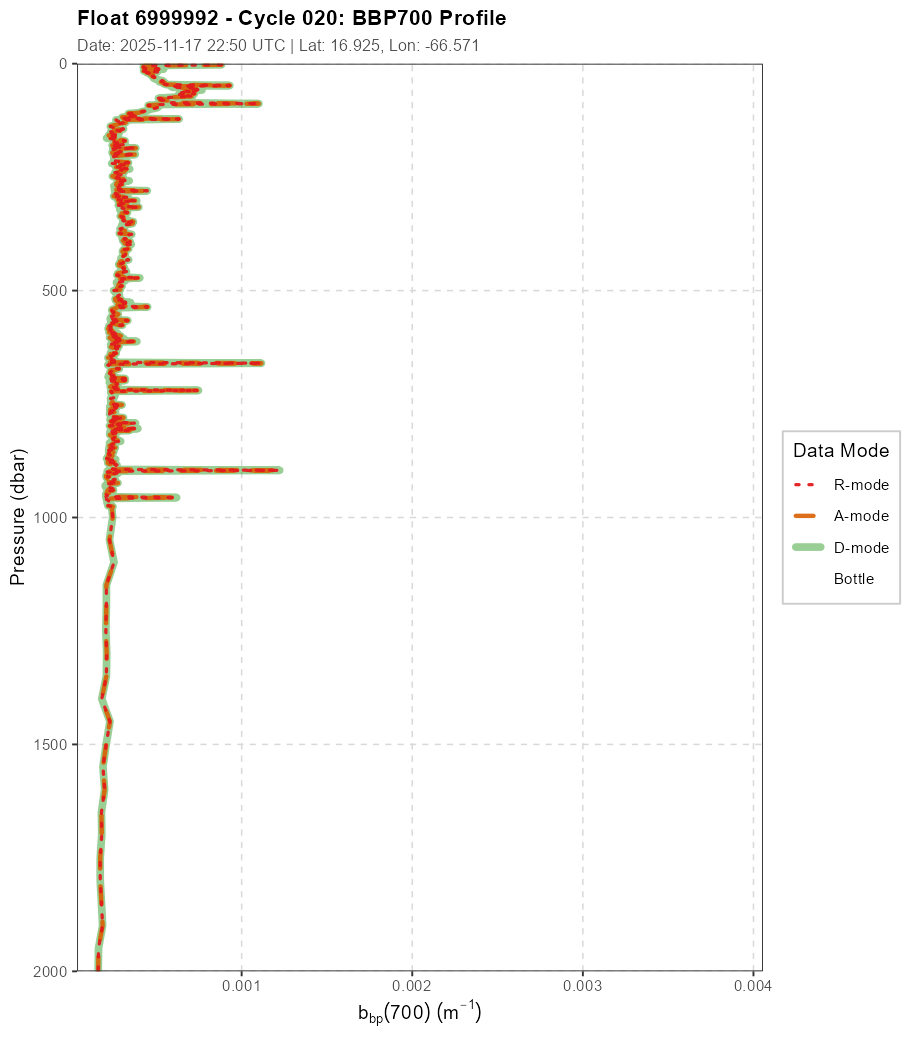 Float 6999992 - Cycle 020: BBP700 Profile
Date: 2025-11-17 22:50 UTC | Lat: 16.925, Lon: -66.571
0
500
1000
1500
2000
Pressure (dbar)
0.001
0.002
0.003
0.004
b_bp(700) (m⁻¹)
Data Mode
R-mode
A-mode
D-mode
Bottle